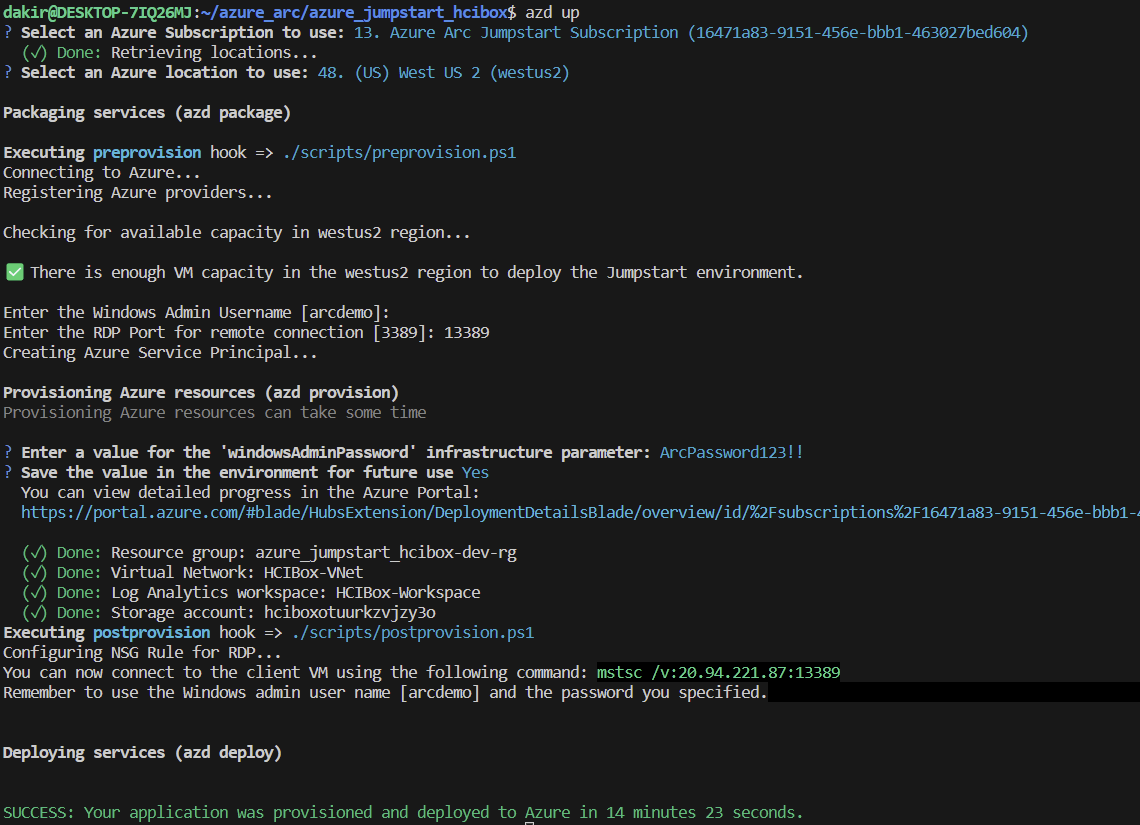 dakir@DESKTOP-7IQ26MJ:~/azure_arc/azure_jumpstart_hcibox$ azd up
? Select an Azure Subscription to use: 13. Azure Arc Jumpstart Subscription (16471a83-9151-456e-bbb1-463027bed604)
(✓) Done: Retrieving locations...
? Select an Azure location to use: 48. (US) West US 2 (westus2)
Packaging services (azd package)
Executing preprovision hook => ./scripts/preprovision.ps1
Connecting to Azure...
Registering Azure providers...
Checking for available capacity in westus2 region...
✅ There is enough VM capacity in the westus2 region to deploy the Jumpstart environment.
Enter the Windows Admin Username [arcdemo]:
Enter the RDP Port for remote connection [3389]: 13389
Creating Azure Service Principal...
Provisioning Azure resources (azd provision)
Provisioning Azure resources can take some time
? Enter a value for the 'windowsAdminPassword' infrastructure parameter: ArcPassword123!!
? Save the value in the environment for future use Yes
You can view detailed progress in the Azure Portal:
https://portal.azure.com/#blade/HubsExtension/DeploymentDetailsBlade/overview/id/%2Fsubscriptions%2F16471a83-9151-456e-bbb1-4
(✓) Done: Resource group: azure_jumpstart_hcibox-dev-rg
(✓) Done: Virtual Network: HCIBox-VNet
(✓) Done: Log Analytics workspace: HCIBox-Workspace
(✓) Done: Storage account: hciboxotuurkzvjzy3o
Executing postprovision hook => ./scripts/postprovision.ps1
Configuring NSG Rule for RDP...
You can now connect to the client VM using the following command: mstsc /v:20.94.221.87:13389
Remember to use the Windows admin user name [arcdemo] and the password you specified.
Deploying services (azd deploy)
SUCCESS: Your application was provisioned and deployed to Azure in 14 minutes 23 seconds.